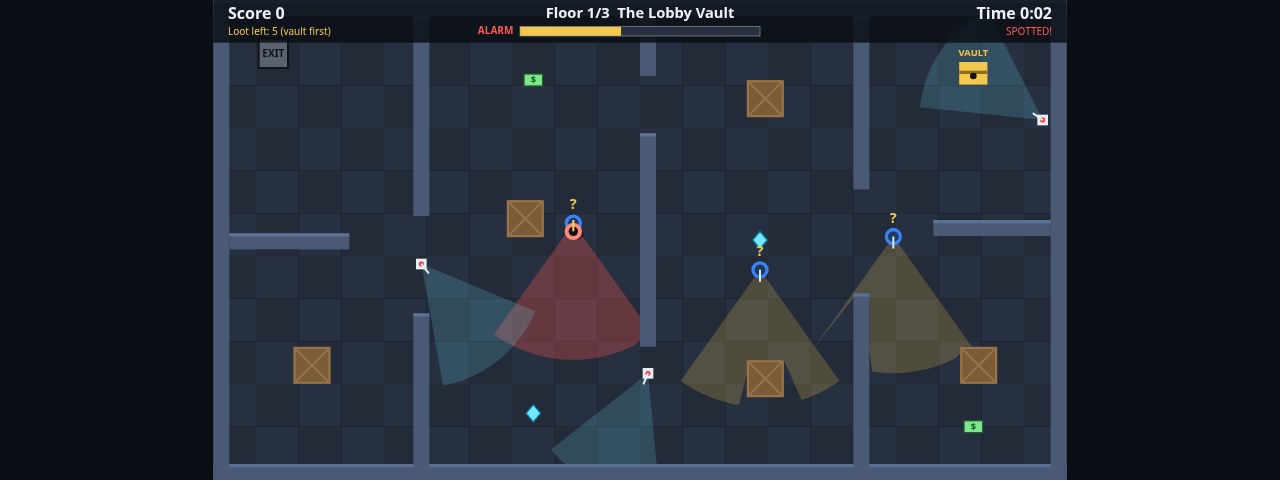 Score 0
Floor 1/3 The Lobby Vault
Time 0:02
Loot left: 5 (vault first)
ALARM
SPOTTED!
EXIT
VAULT
$
?
?
?
$